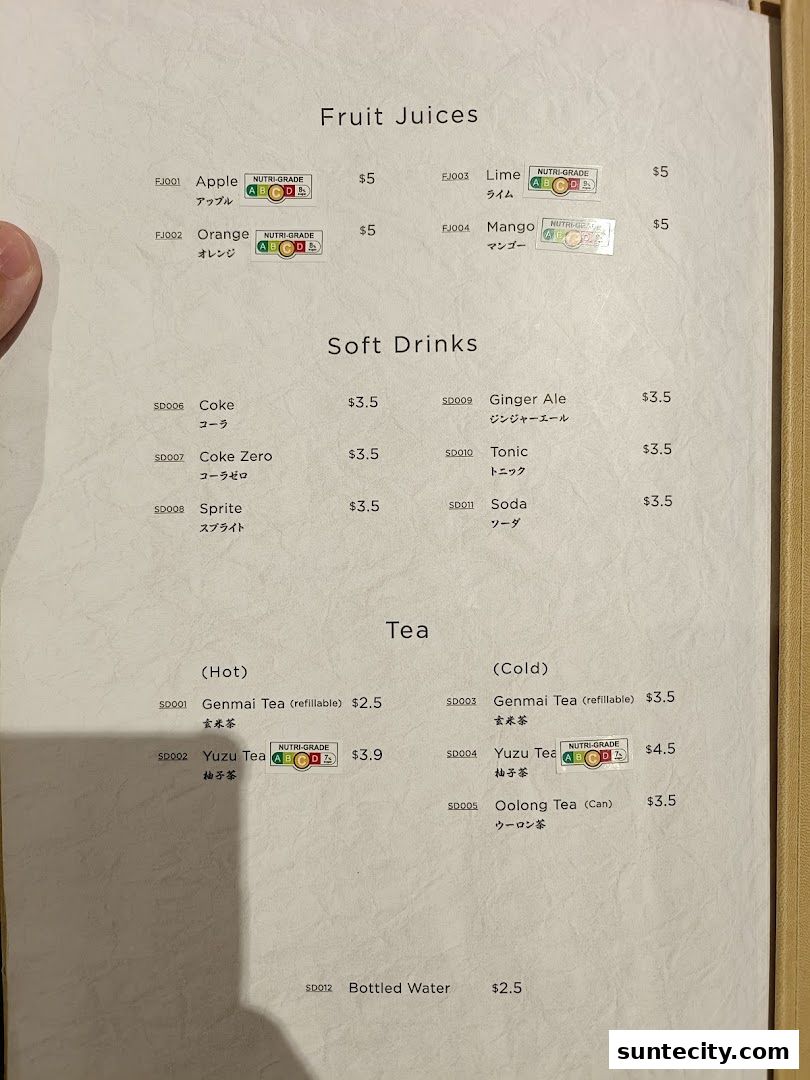 Fruit Juices
FJ001 Apple NUTRI-GRADE A B C D 8% $5
アップル
FJ002 Orange NUTRI-GRADE A B C D 8% $5
オレンジ
FJ003 Lime NUTRI-GRADE A B C D 9% $5
ライム
FJ004 Mango NUTRI-GRADE A B C D $5
マンゴー
Soft Drinks
SD006 Coke $3.5
コーラ
SD007 Coke Zero $3.5
コーラゼロ
SD008 Sprite $3.5
スプライト
SD009 Ginger Ale $3.5
ジンジャーエール
SD010 Tonic $3.5
トニック
SD011 Soda $3.5
ソーダ
Tea
(Hot)
SD001 Genmai Tea (refillable) $2.5
玄米茶
SD002 Yuzu Tea NUTRI-GRADE A B C D 7% $3.9
柚子茶
(Cold)
SD003 Genmai Tea (refillable) $3.5
玄米茶
SD004 Yuzu Tea NUTRI-GRADE A B C D 7% $4.5
柚子茶
SD005 Oolong Tea (Can) $3.5
ウーロン茶
SD012 Bottled Water $2.5
suntecity.com